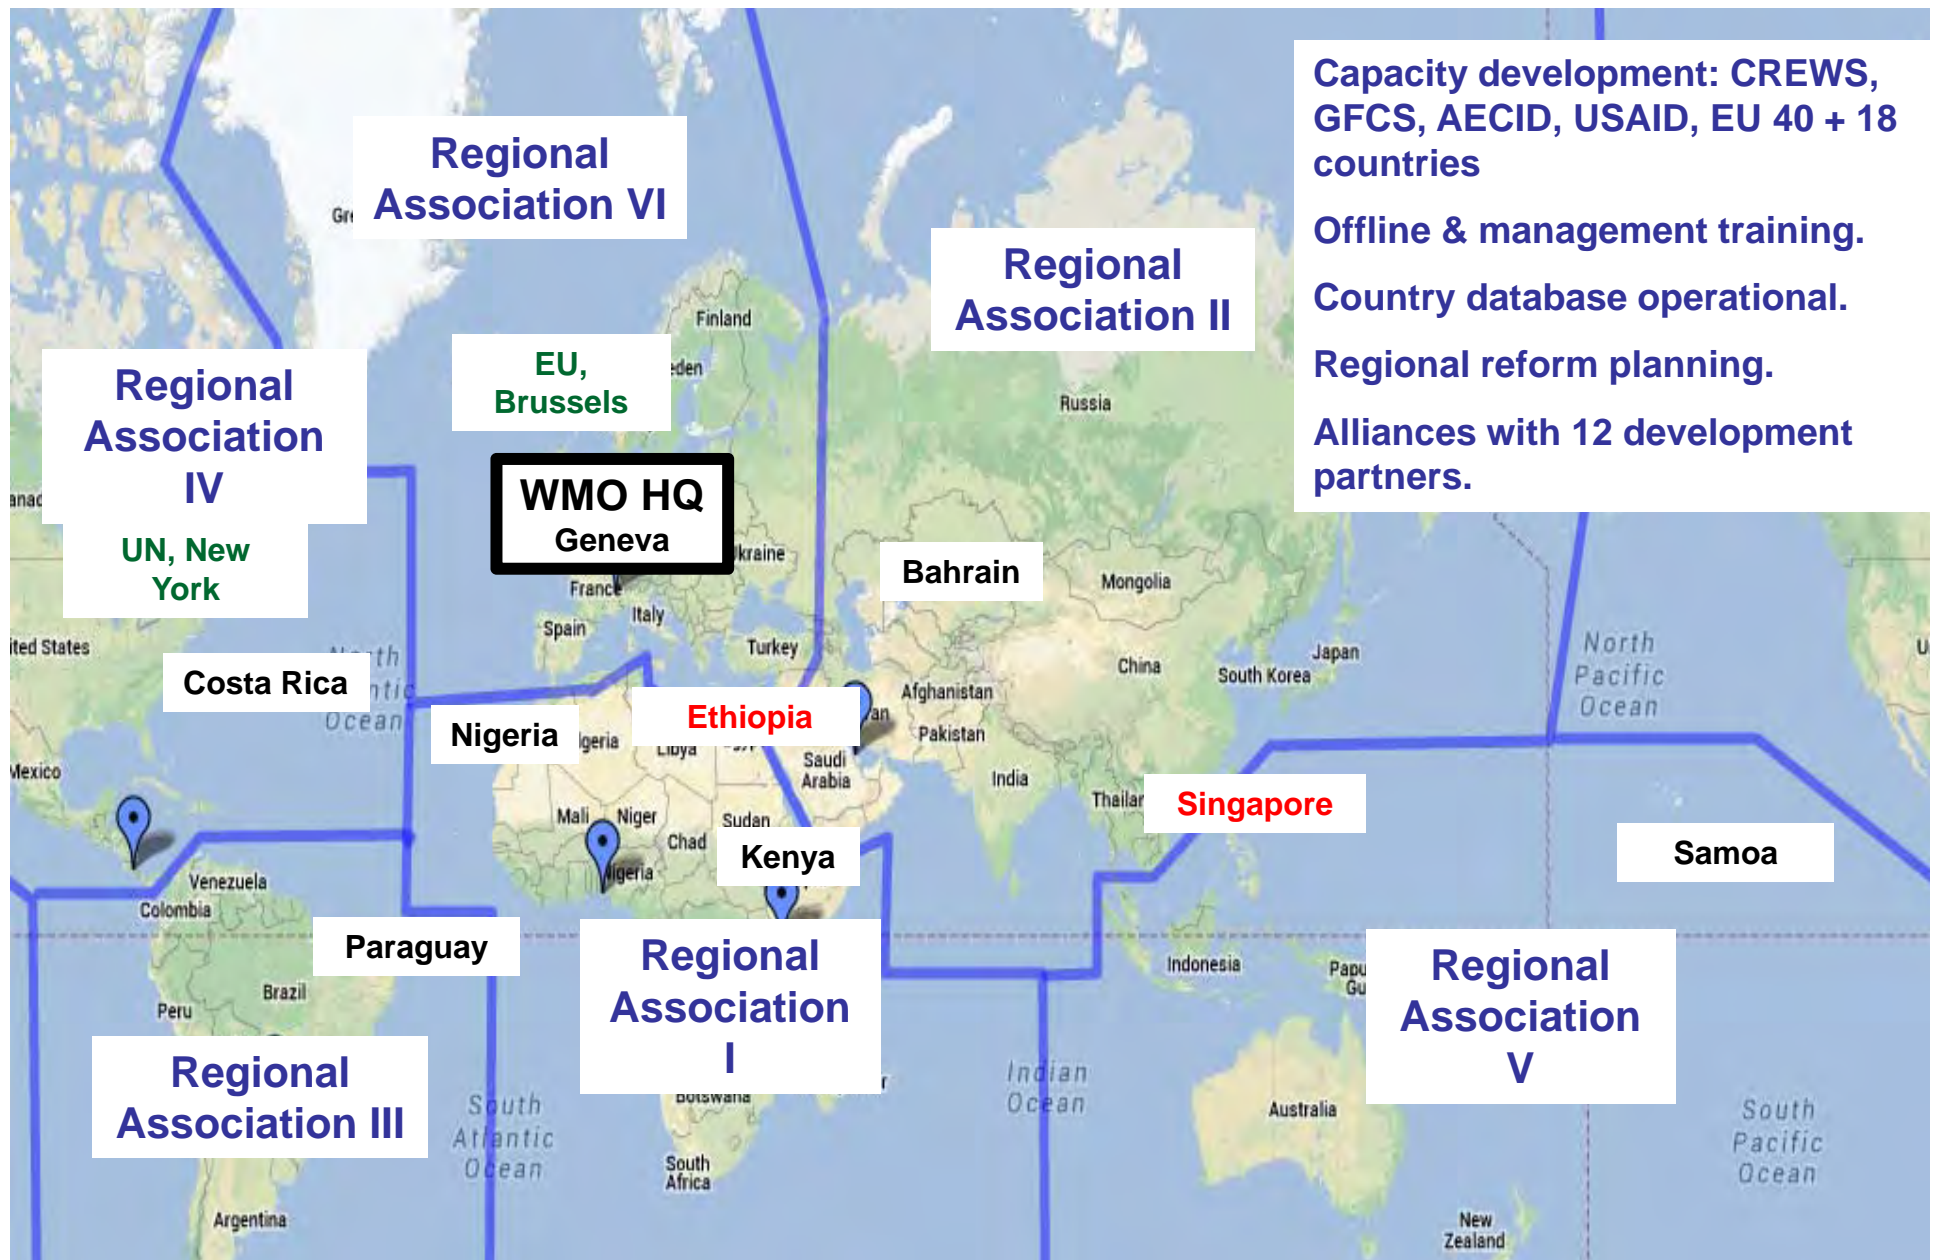 Capacity development: CREWS,
GFCS, AECID, USAID, EU 40 + 18
countries
Offline & management training.
Country database operational.
Regional reform planning.
Alliances with 12 development
partners.
Regional
Association VI
Regional
Association II
Finland
EU,
Brussels
Russia
Regional
Association
IV
UN, New
York
WMO HQ
Geneva
Bahrain
Mongolia
France
Italy
Spain
Turkey
China
South Korea
Japan
North
Pacific
Ocean
States
Costa Rica
Ocean
Nigeria
Ethiopia
Afghanistan
Pakistan
Mexico
Libya
Saudi
Arabia
India
Singapore
Mali
Niger
Chad
Sudan
Kenya
Samoa
Venezuela
Colombia
Paraguay
Regional
Association
I
Indonesia
Regional
Association
V
Brazil
Peru
Regional
Association III
South
Atlantic
Ocean
Botswana
South
Africa
Indian
Ocean
Australia
South
Pacific
Ocean
Argentina
New
Zealand